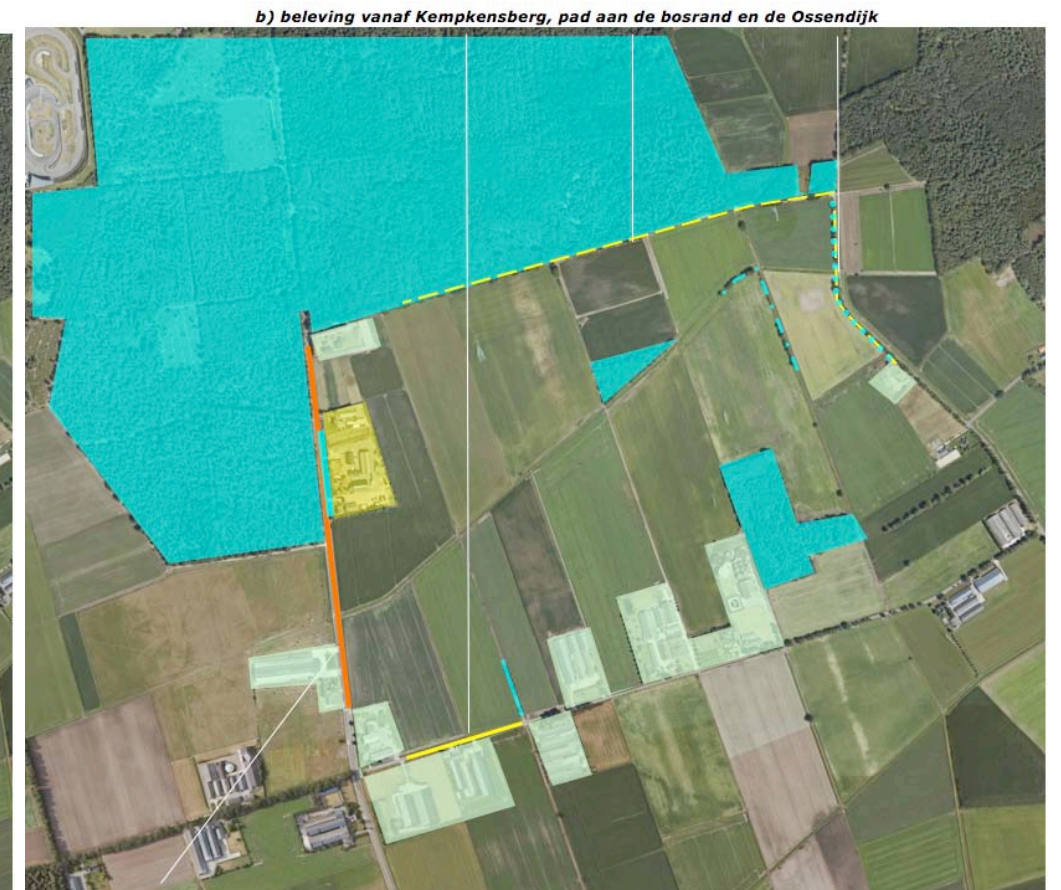 b) beleving vanaf Kempkensberg, pad aan de bosrand en de Ossendijk